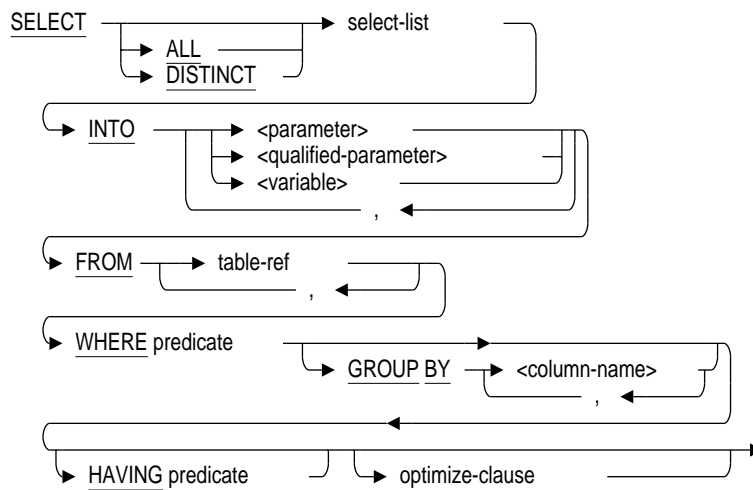 SELECT select-list
ALL
DISTINCT
INTO <parameter>
<qualified-parameter>
<variable>
,
FROM table-ref
,
WHERE predicate
GROUP BY <column-name>
,
HAVING predicate optimize-clause